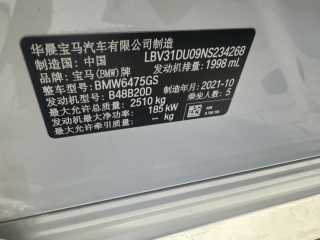 华晨宝马汽车有限公司制造
制造国：中国 LBV31DU09NS234268
品牌：宝马(BMW)牌 发动机排量：1998 mL
整车型号：BMW6475GS
发动机型号：B48B20D 制造年月：2021-10
最大允许总质量：2510 kg 乘坐人数：5
发动机最大净功率：185 kW
最大允许牵引质量：-- kg